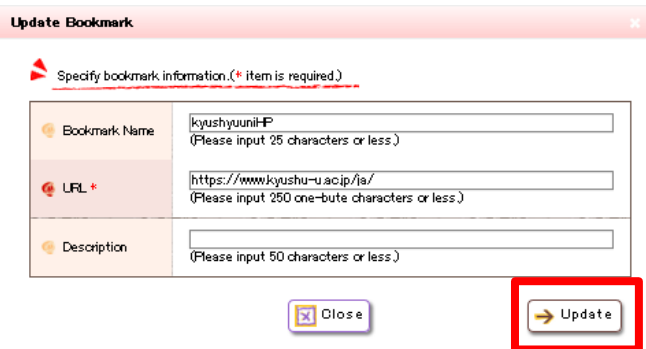 Update Bookmark
Specify bookmark information.(* item is required.)
Bookmark Name
kyushyuuniHP
(Please input 25 characters or less.)
URL *
https://www.kyushu-u.ac.jp/ja/
(Please input 250 one-bute characters or less.)
Description
(Please input 50 characters or less.)
Close
Update